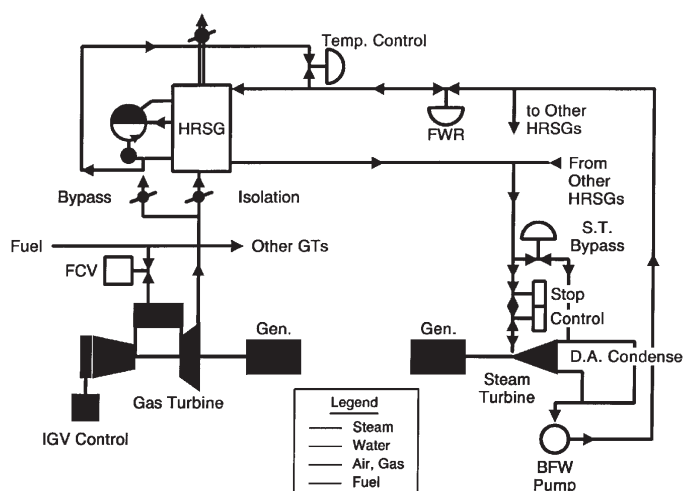 Temp. Control
HRSG
FWR
to Other
HRSGs
From
Other
HRSGs
Bypass
Isolation
S.T.
Bypass
Fuel
Other GTs
FCV
Stop
Control
Gen.
Gen.
D.A. Condense
Gas Turbine
Steam
Turbine
IGV Control
Legend
Steam
Water
Air, Gas
Fuel
BFW
Pump